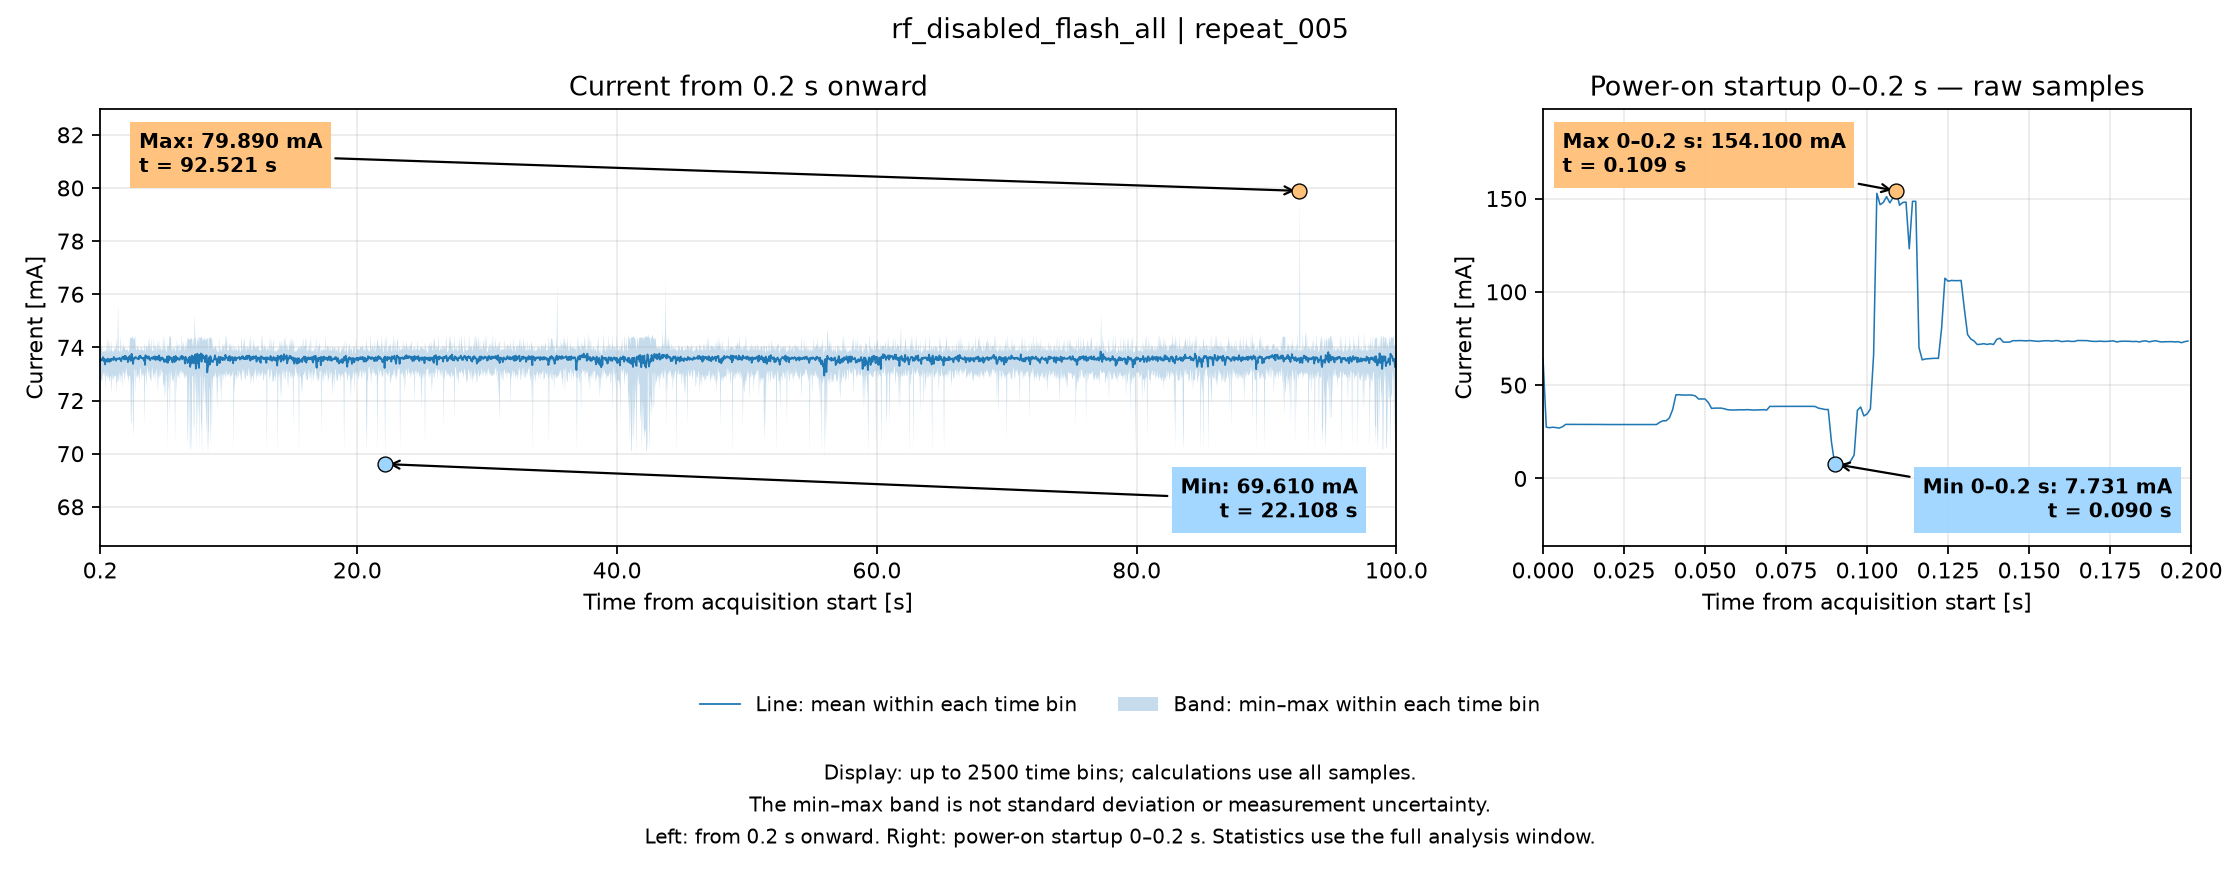 rf_disabled_flash_all | repeat_005
Current from 0.2 s onward
Max: 79.890 mA
t = 92.521 s
Min: 69.610 mA
t = 22.108 s
82
80
78
76
74
72
70
68
Current [mA]
0.2
20.0
40.0
60.0
80.0
100.0
Time from acquisition start [s]
Power-on startup 0–0.2 s — raw samples
Max 0–0.2 s: 154.100 mA
t = 0.109 s
Min 0–0.2 s: 7.731 mA
t = 0.090 s
150
100
50
0
Current [mA]
0.000
0.025
0.050
0.075
0.100
0.125
0.150
0.175
0.200
Time from acquisition start [s]
Line: mean within each time bin
Band: min–max within each time bin
Display: up to 2500 time bins; calculations use all samples.
The min–max band is not standard deviation or measurement uncertainty.
Left: from 0.2 s onward. Right: power-on startup 0–0.2 s. Statistics use the full analysis window.